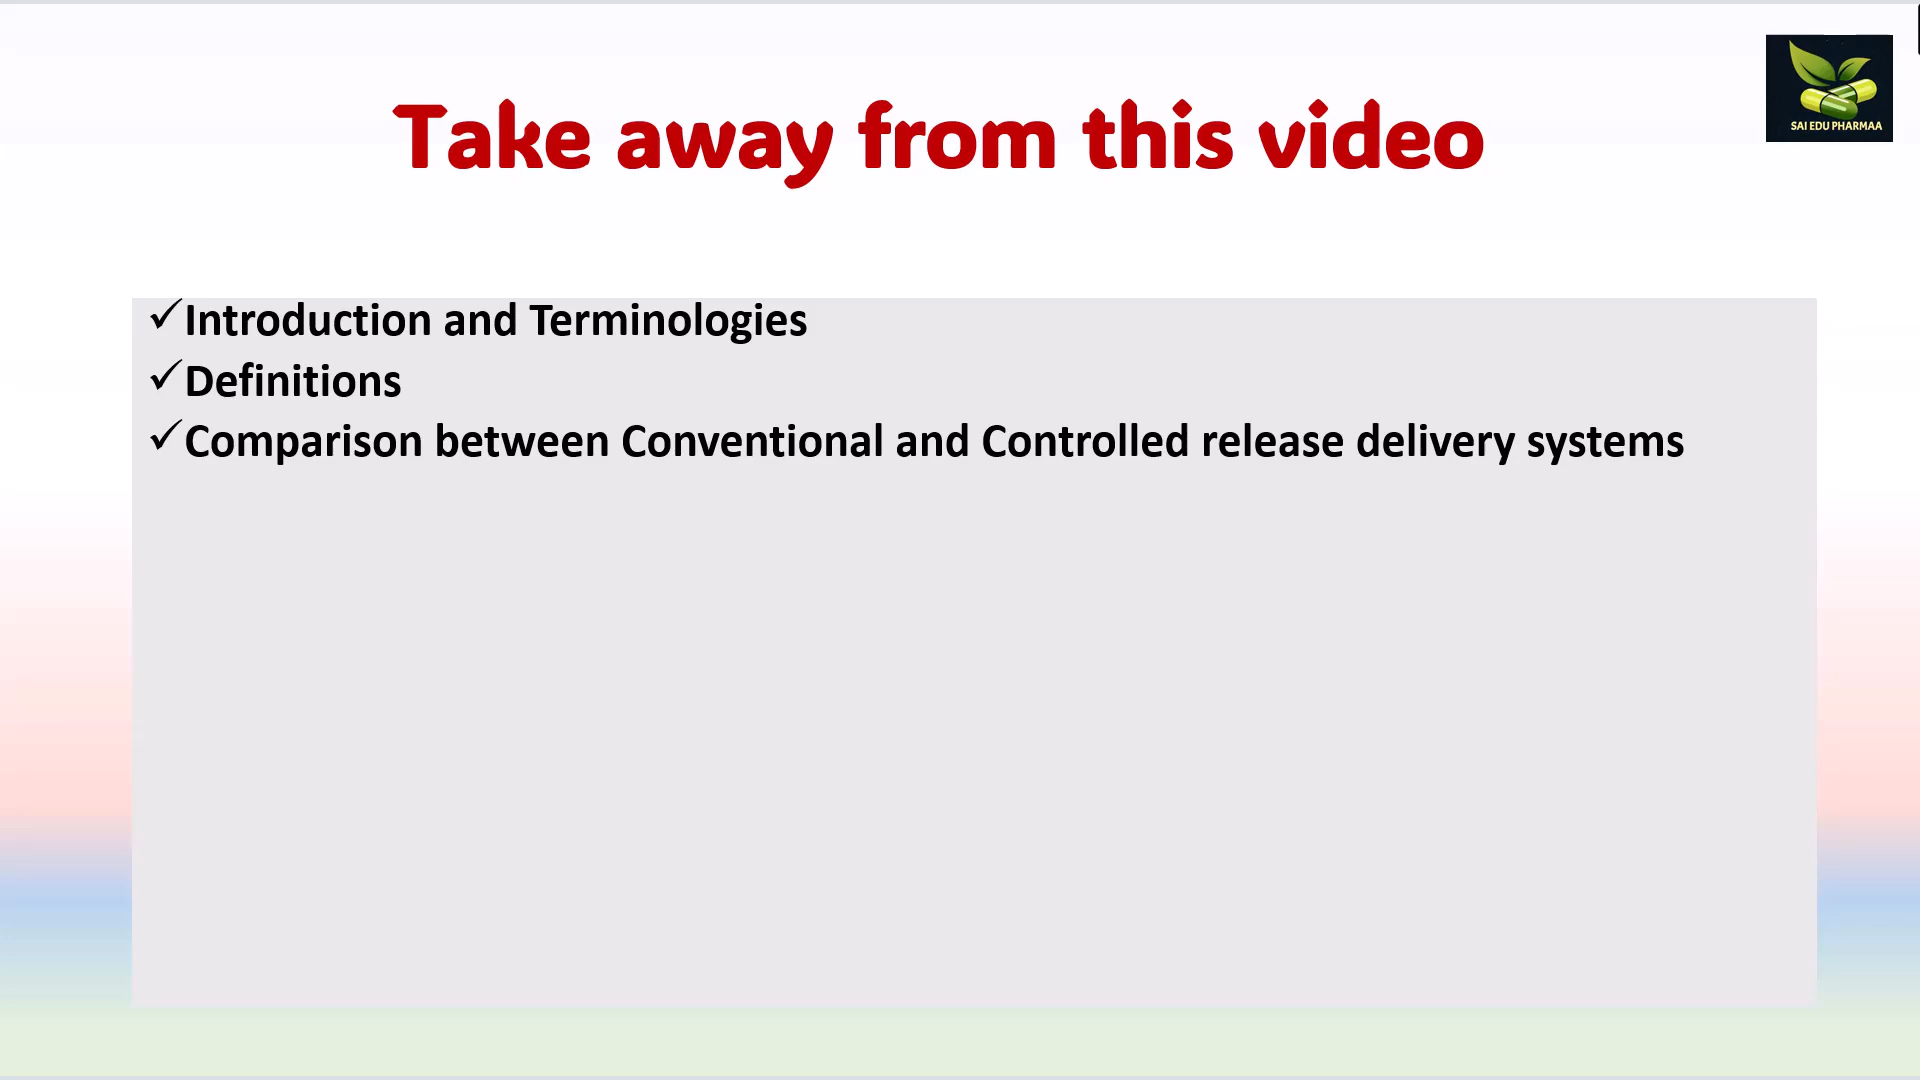 SAI EDU PHARMAA
Take away from this video
✓Introduction and Terminologies
✓Definitions
✓Comparison between Conventional and Controlled release delivery systems